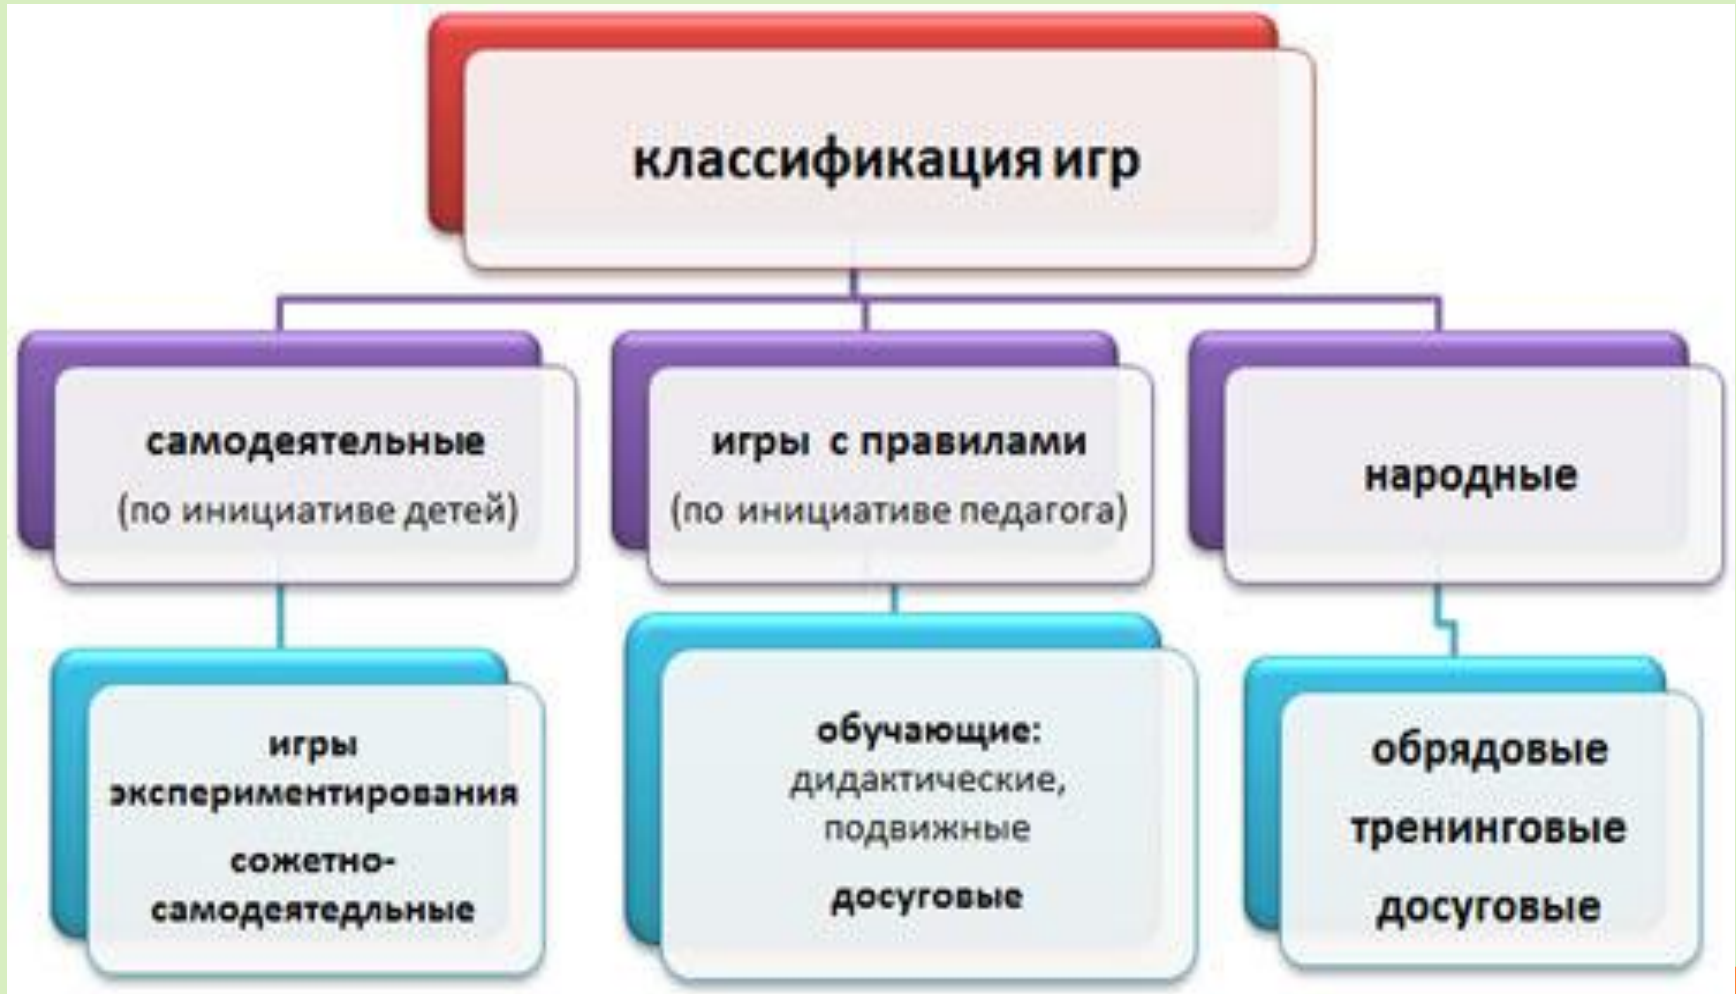 классификация игр
самодеятельные
(по инициативе детей)
игры с правилами
(по инициативе педагога)
народные
игры
экспериментирования
сожетно-
самодеятедльные
обучающие:
дидактические,
подвижные
досуговые
обрядовые
тренинговые
досуговые